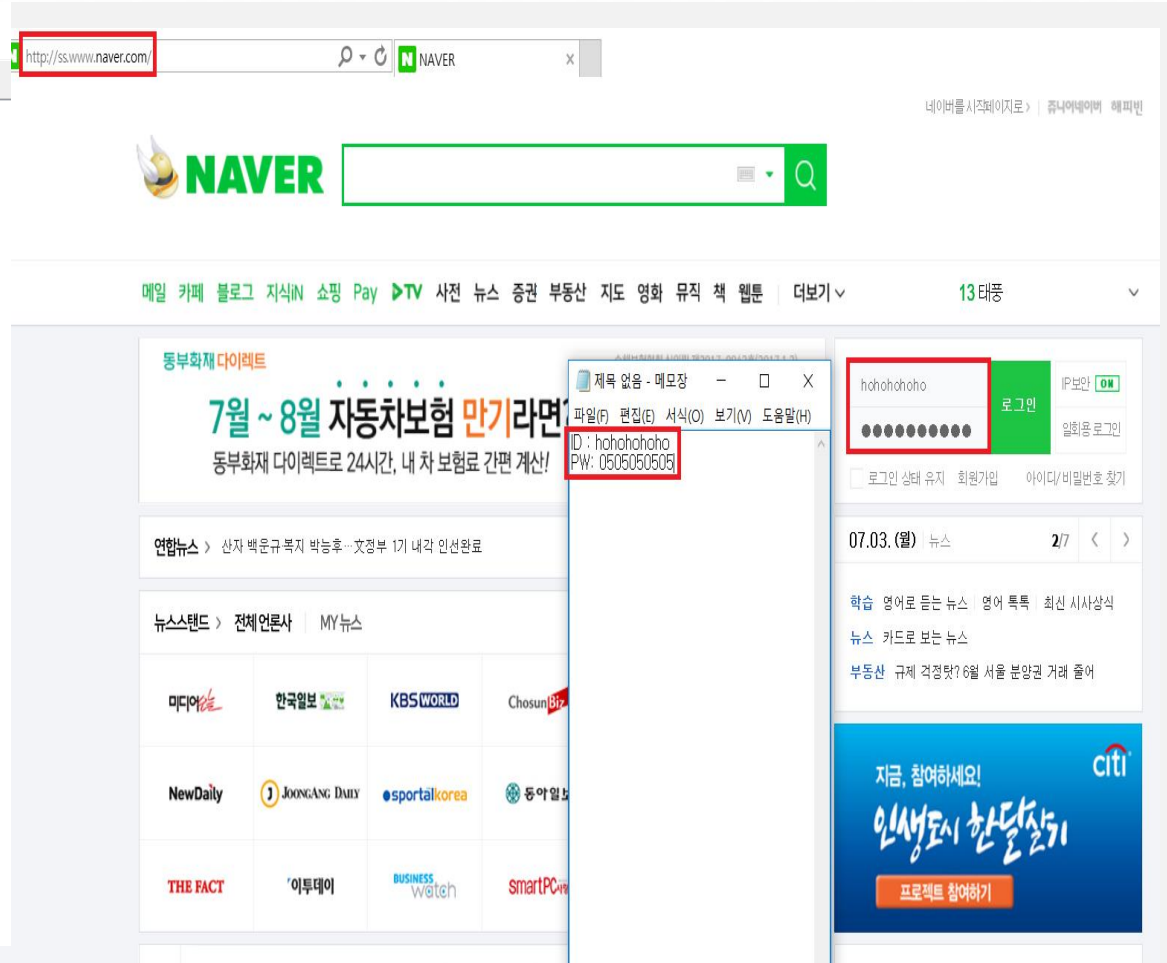 http://ss.www.naver.com/ NAVER
네이버를 시작페이지로 > 쥬니어네이버 해피빈
NAVER
메일 카페 블로그 지식iN 쇼핑 Pay TV 사전 뉴스 증권 부동산 지도 영화 뮤직 책 웹툰 더보기
13 태풍
동부화재 다이렉트
7월 ~ 8월 자동차보험 만기라면?
동부화재 다이렉트로 24시간, 내 차 보험료 간편 계산!
제목 없음 - 메모장
파일(F) 편집(E) 서식(O) 보기(V) 도움말(H)
ID : hohohohoho
PW: 0505050505
hohohohoho
●●●●●●●●●●
로그인
IP보안 ON
일회용 로그인
로그인 상태 유지 회원가입 아이디/비밀번호 찾기
연합뉴스 > 산자 백운규·복지 박능후…文정부 1기 내각 인선완료
07.03. (월) 뉴스 2/7 < >
학습 영어로 듣는 뉴스 영어 톡톡 최신 시사상식
뉴스 카드로 보는 뉴스
부동산 규제 걱정탓? 6월 서울 분양권 거래 줄어
뉴스스탠드 > 전체 언론사 MY 뉴스
미디어오늘 한국일보 KBS WORLD ChosunBiz
NewDaily JOONGANG DAILY sportalkorea 동아일보
THE FACT 이투데이 BUSINESS watch smartPC사랑
citi
지금, 참여하세요!
인생도시 한달살기
프로젝트 참여하기